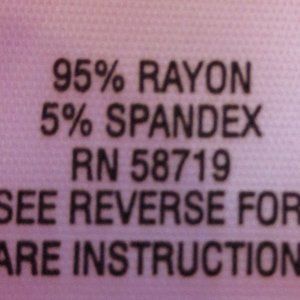 95% RAYON
5% SPANDEX
RN 58719
SEE REVERSE FOR
ARE INSTRUCTION